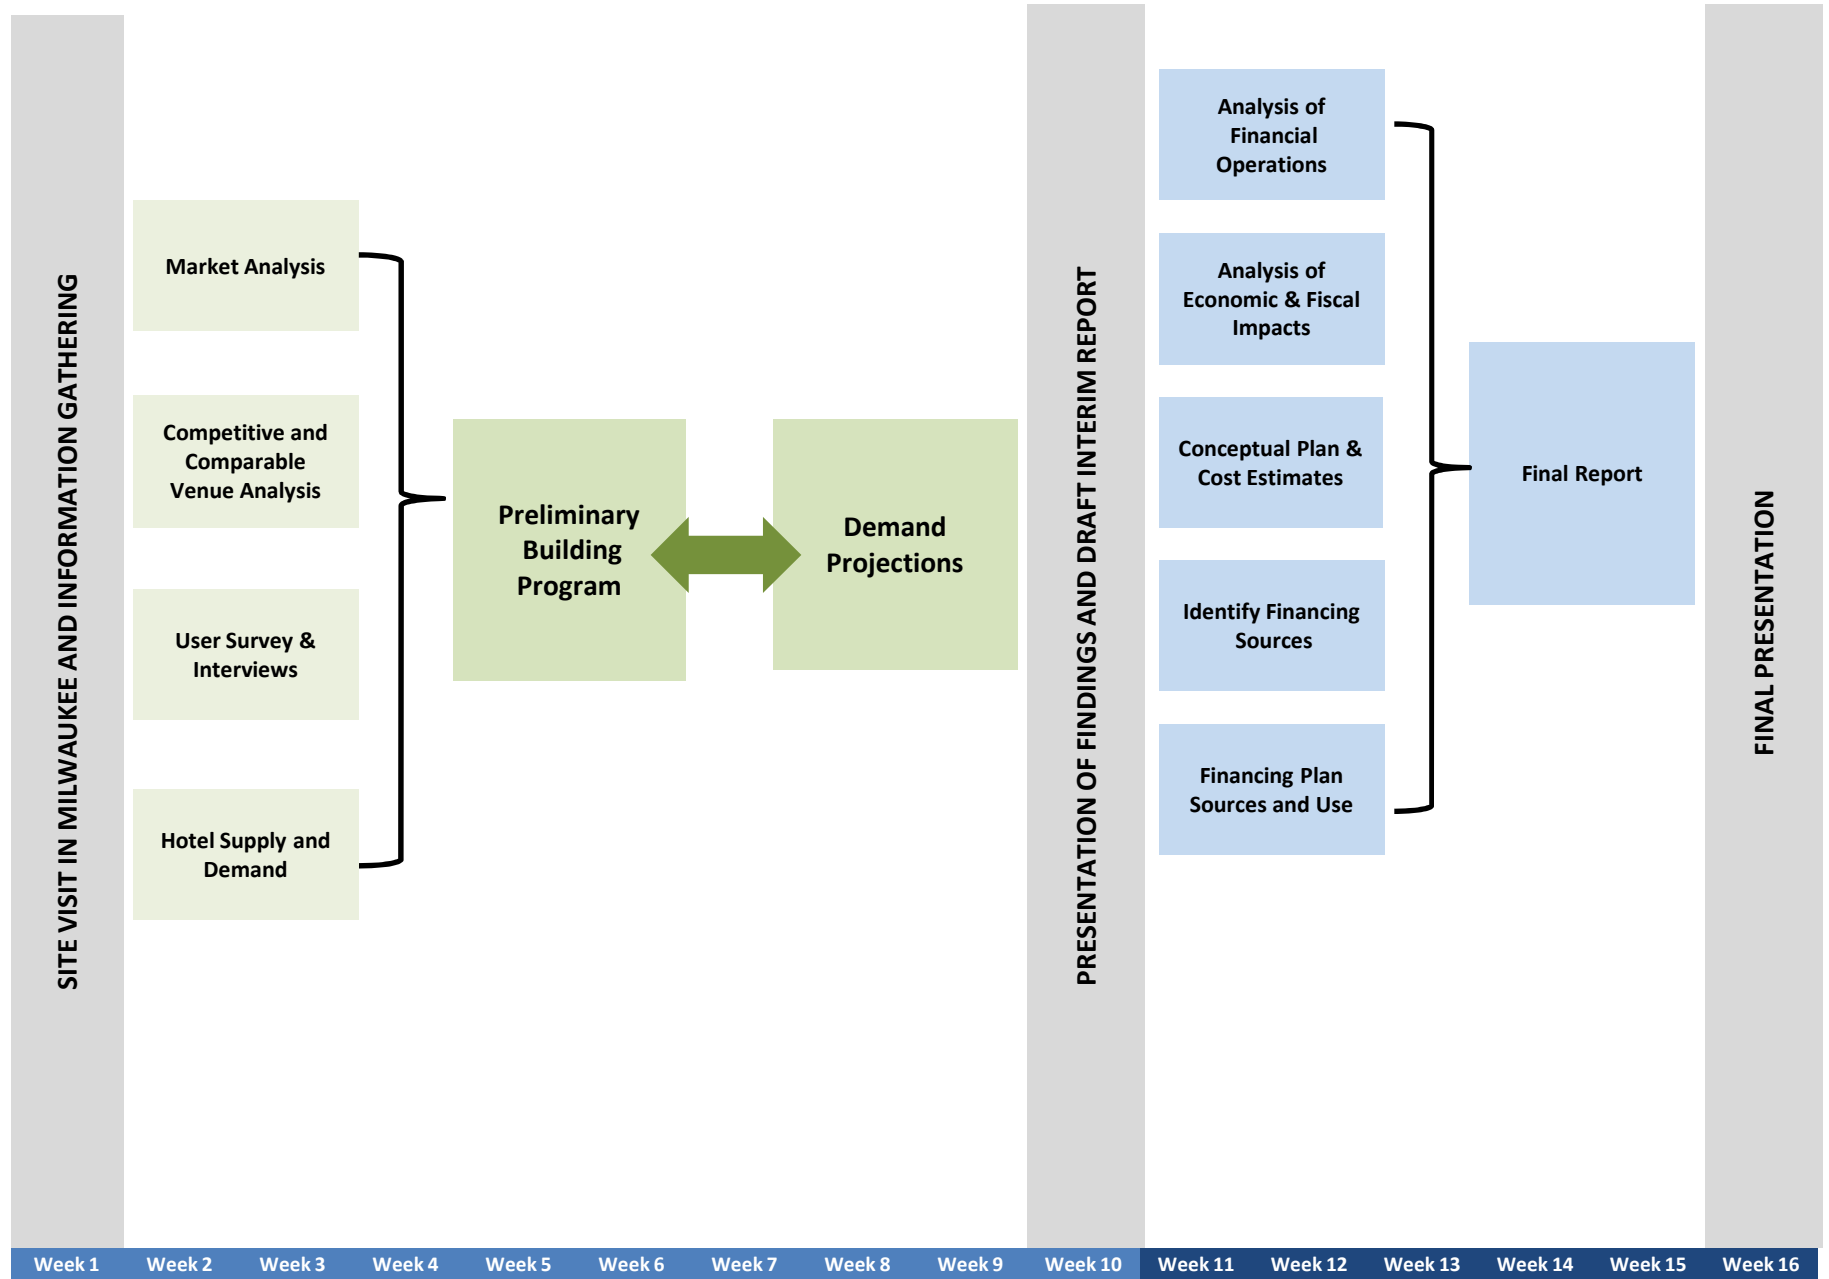 SITE VISIT IN MILWAUKEE AND INFORMATION GATHERING
Market Analysis
Competitive and
Comparable
Venue Analysis
User Survey &
Interviews
Hotel Supply and
Demand
Preliminary
Building
Program
Demand
Projections
PRESENTATION OF FINDINGS AND DRAFT INTERIM REPORT
Analysis of
Financial
Operations
Analysis of
Economic & Fiscal
Impacts
Conceptual Plan &
Cost Estimates
Identify Financing
Sources
Financing Plan
Sources and Use
Final Report
FINAL PRESENTATION
Week 1 Week 2 Week 3 Week 4 Week 5 Week 6 Week 7 Week 8 Week 9 Week 10 Week 11 Week 12 Week 13 Week 14 Week 15 Week 16